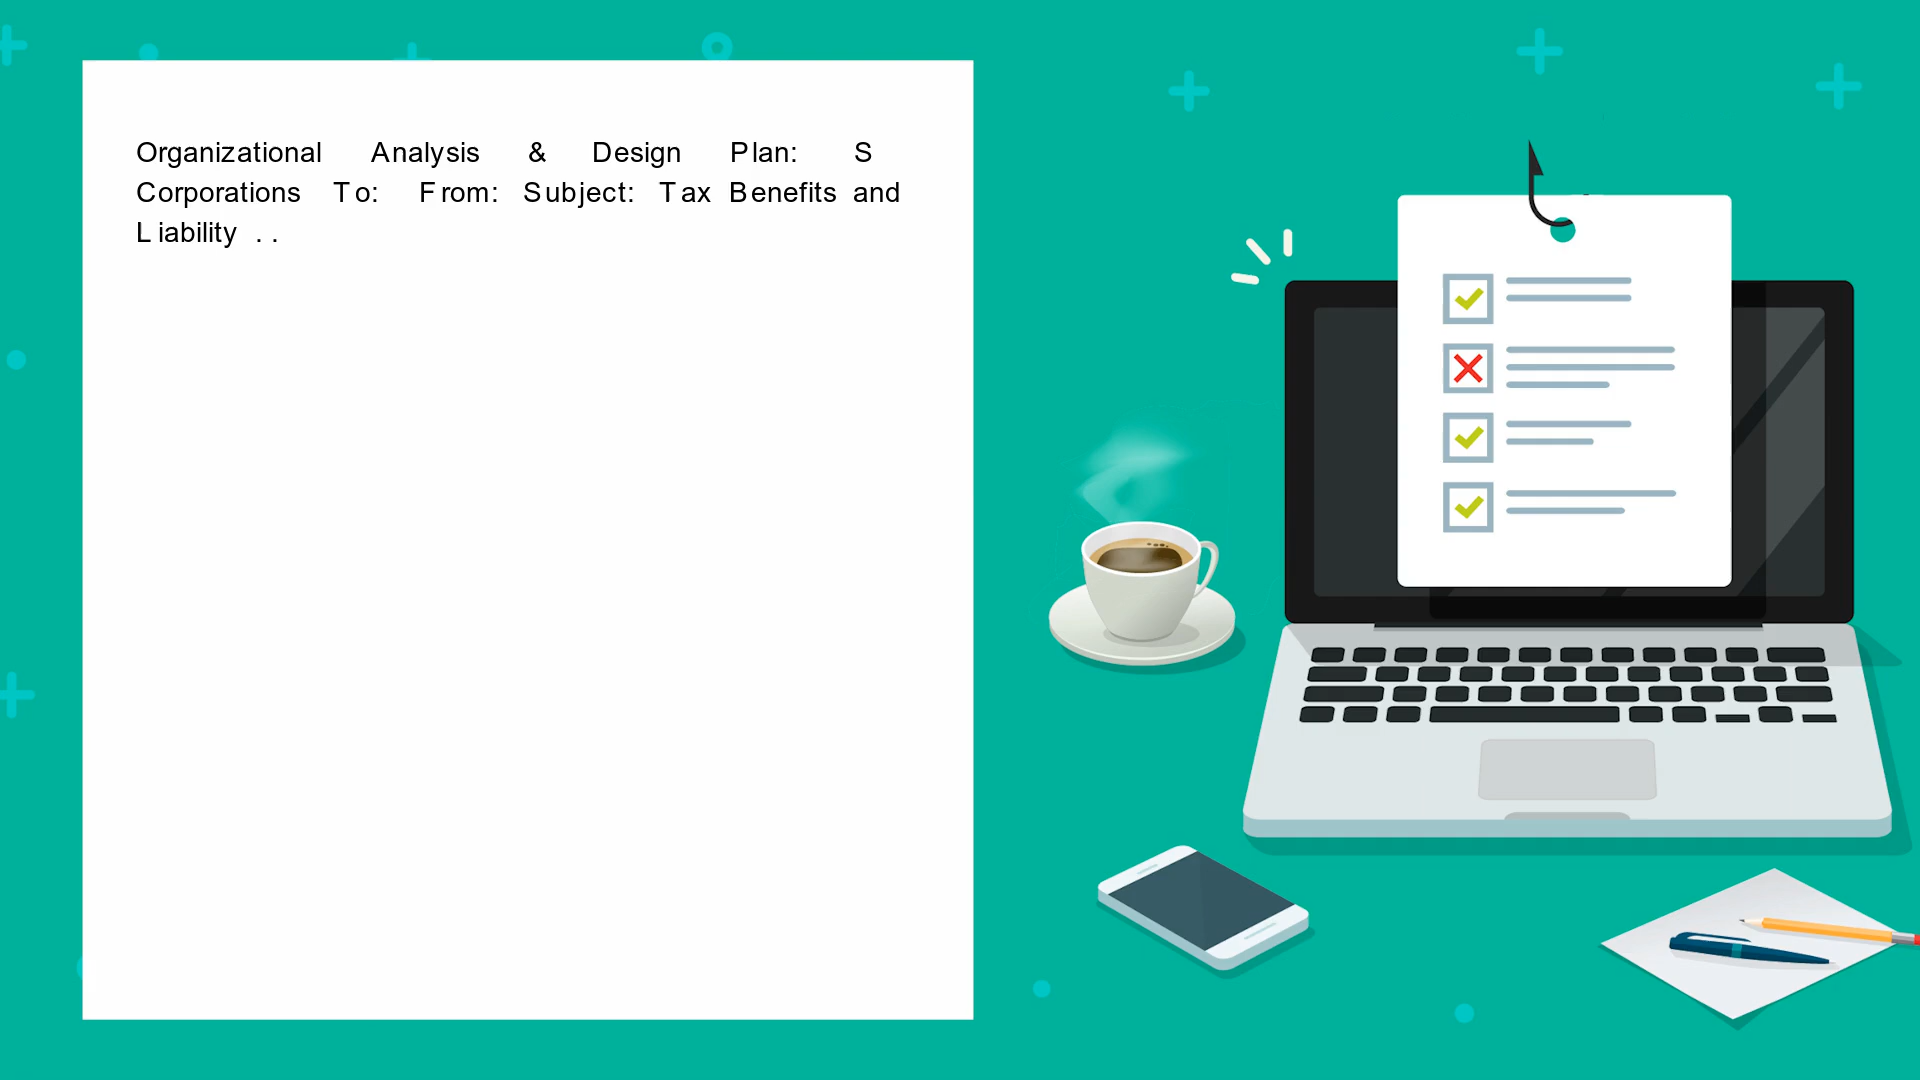 Organizational Analysis & Design Plan: S
Corporations To: From: Subject: Tax Benefits and
Liability . .